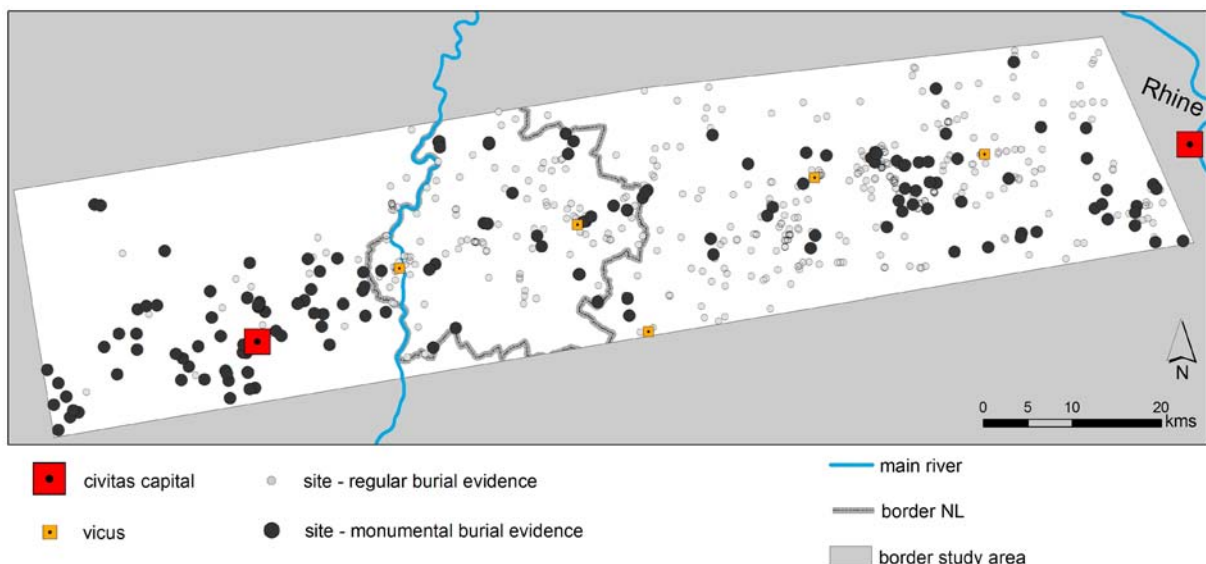 Rhine
N
0 5 10 20
kms
civitas capital
site - regular burial evidence
main river
vicus
site - monumental burial evidence
border NL
border study area